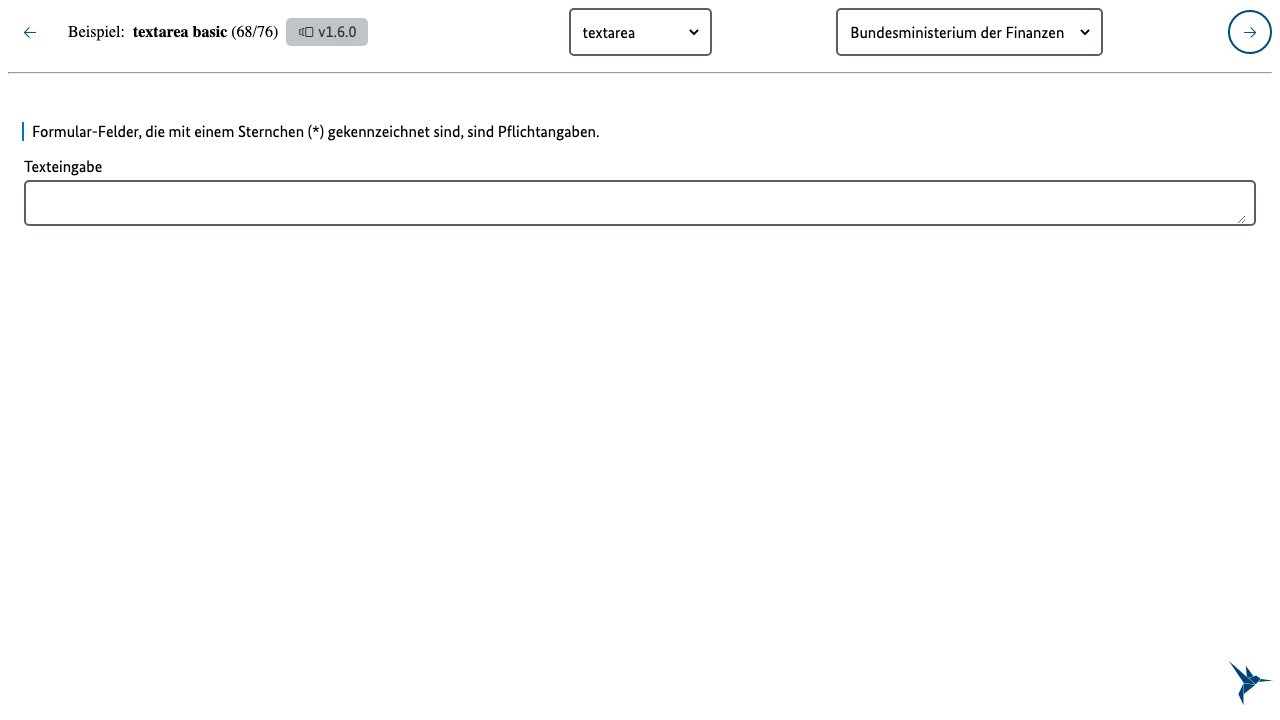 Beispiel: textarea basic (68/76) v1.6.0 textarea Bundesministerium der Finanzen
Formular-Felder, die mit einem Sternchen (*) gekennzeichnet sind, sind Pflichtangaben.
Texteingabe